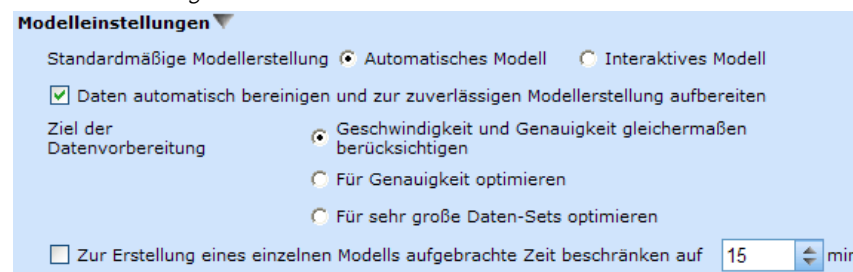 Modelleinstellungen
Standardmäßige Modellerstellung Automatisches Modell Interaktives Modell
Daten automatisch bereinigen und zur zuverlässigen Modellerstellung aufbereiten
Ziel der Datenvorbereitung
Geschwindigkeit und Genauigkeit gleichermaßen
berücksichtigen
Für Genauigkeit optimieren
Für sehr große Daten-Sets optimieren
Zur Erstellung eines einzelnen Modells aufgebrachte Zeit beschränken auf 15 min